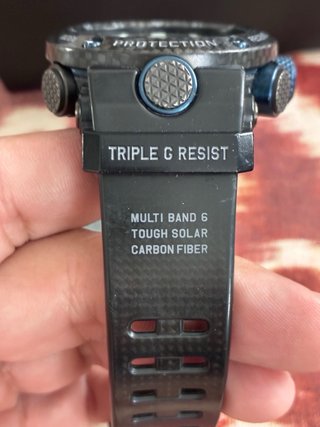 PROTECTION
TRIPLE G RESIST
MULTI BAND 6
TOUGH SOLAR
CARBON FIBER